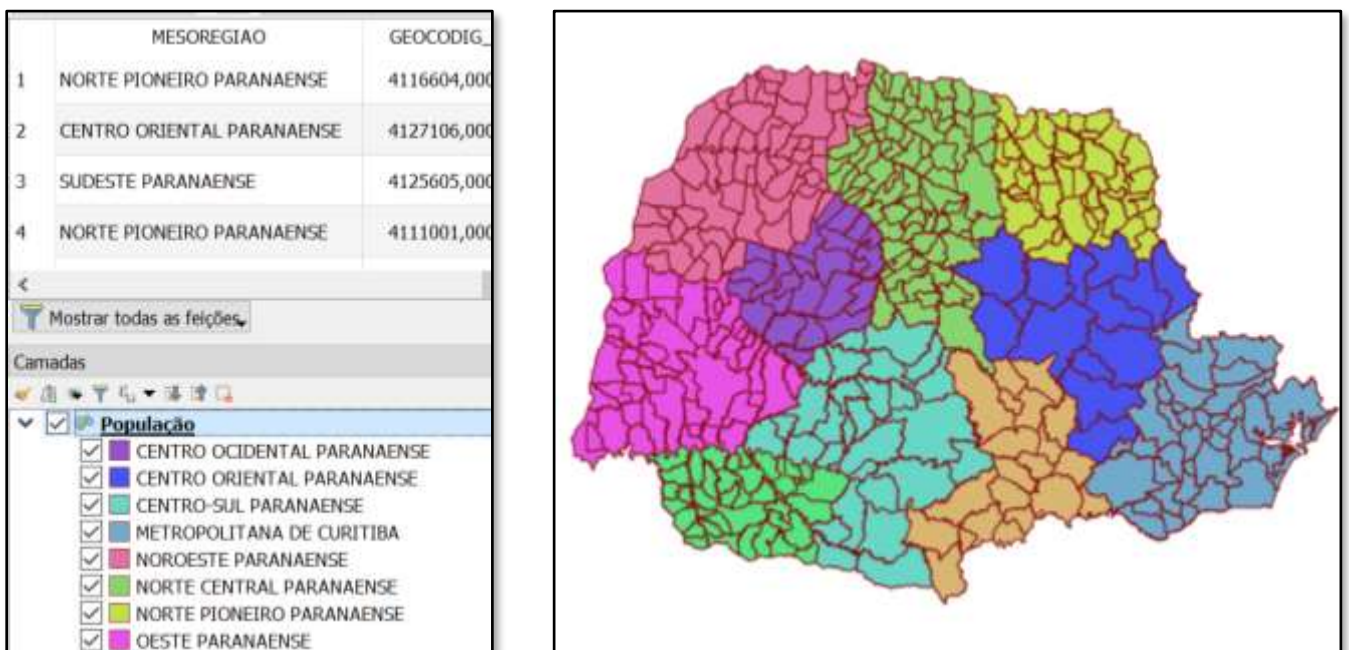 MESOREGIAO GEOCODIG_
1 NORTE PIONEIRO PARANAENSE 4116604,000
2 CENTRO ORIENTAL PARANAENSE 4127106,000
3 SUDESTE PARANAENSE 4125605,000
4 NORTE PIONEIRO PARANAENSE 4111001,000
Mostrar todas as feições
Camadas
População
CENTRO OCIDENTAL PARANAENSE
CENTRO ORIENTAL PARANAENSE
CENTRO-SUL PARANAENSE
METROPOLITANA DE CURITIBA
NOROESTE PARANAENSE
NORTE CENTRAL PARANAENSE
NORTE PIONEIRO PARANAENSE
OESTE PARANAENSE